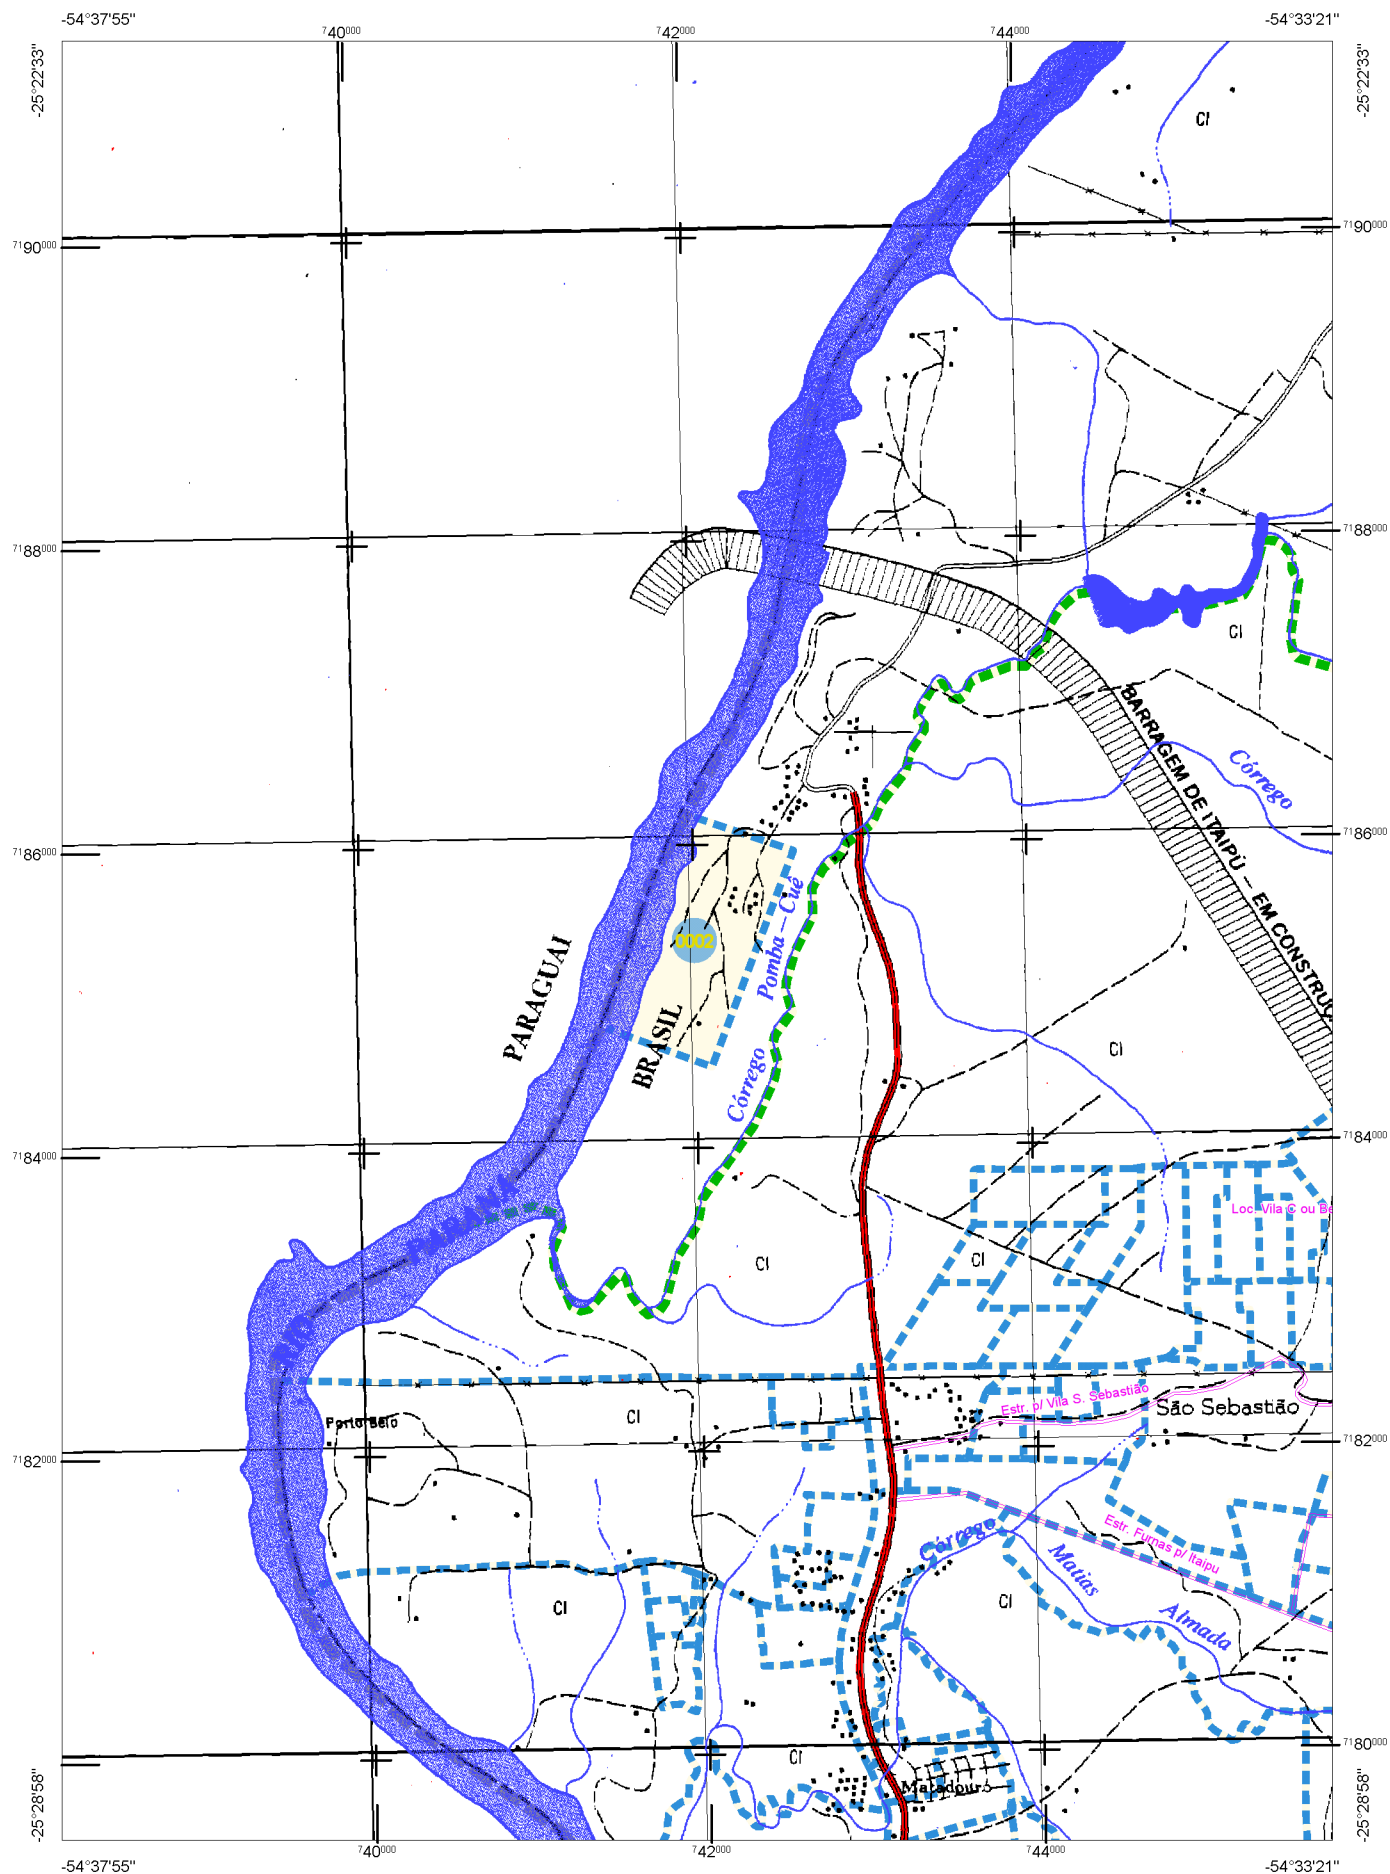 -54°37'55"
-54°33'21"
740000
742000
744000
-25°22'33"
-25°22'33"
CI
7190000
7190000
7188000
7188000
CI
BARRAGEM DE ITAIPÚ – EM CONSTRUÇ
Córrego
7186000
7186000
Pomba – Cuê
0002
PARAGUAI
BRASIL
Córrego
CI
7184000
7184000
PARANÁ
Loc. Vila C ou Be
CI
CI
RIO
Estr. p/ Vila S. Sebastião
São Sebastião
Porto Belo
CI
7182000
7182000
Córrego
Estr. Furnas p/ Itaipu
Matias
Almada
CI
CI
CI
7180000
7180000
Matadouro
-25°28'58"
-25°28'58"
740000
742000
744000
-54°37'55"
-54°33'21"